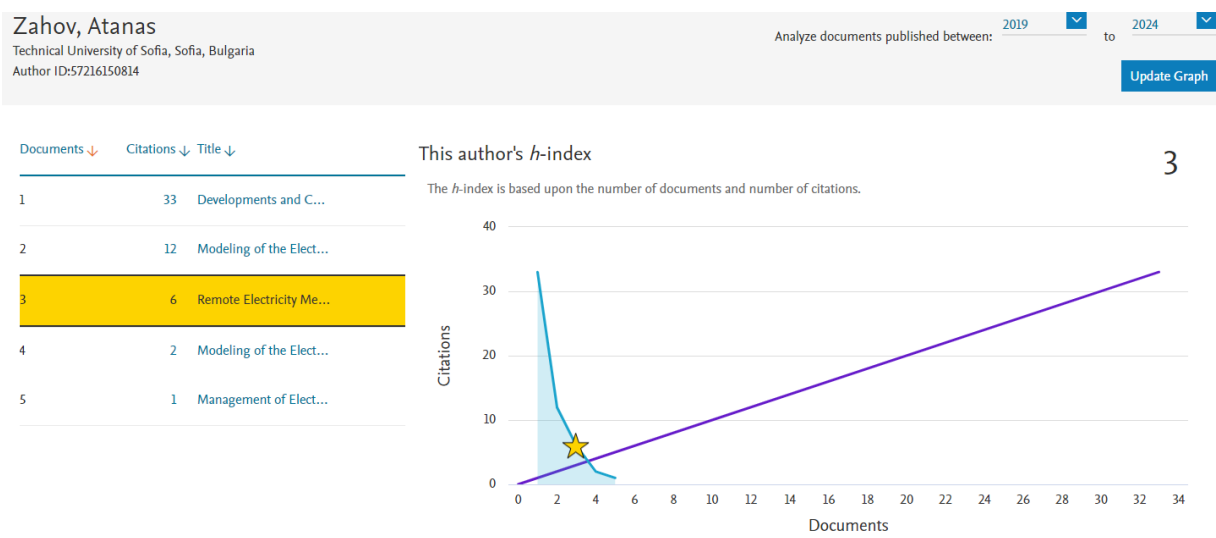 Zahov, Atanas
Technical University of Sofia, Sofia, Bulgaria
Author ID:57216150814
Analyze documents published between: 2019 to 2024
Update Graph
Documents Citations Title
1 33 Developments and C...
2 12 Modeling of the Elect...
3 6 Remote Electricity Me...
4 2 Modeling of the Elect...
5 1 Management of Elect...
This author's h-index
3
The h-index is based upon the number of documents and number of citations.
40
30
20
10
0
Citations
0 2 4 6 8 10 12 14 16 18 20 22 24 26 28 30 32 34
Documents